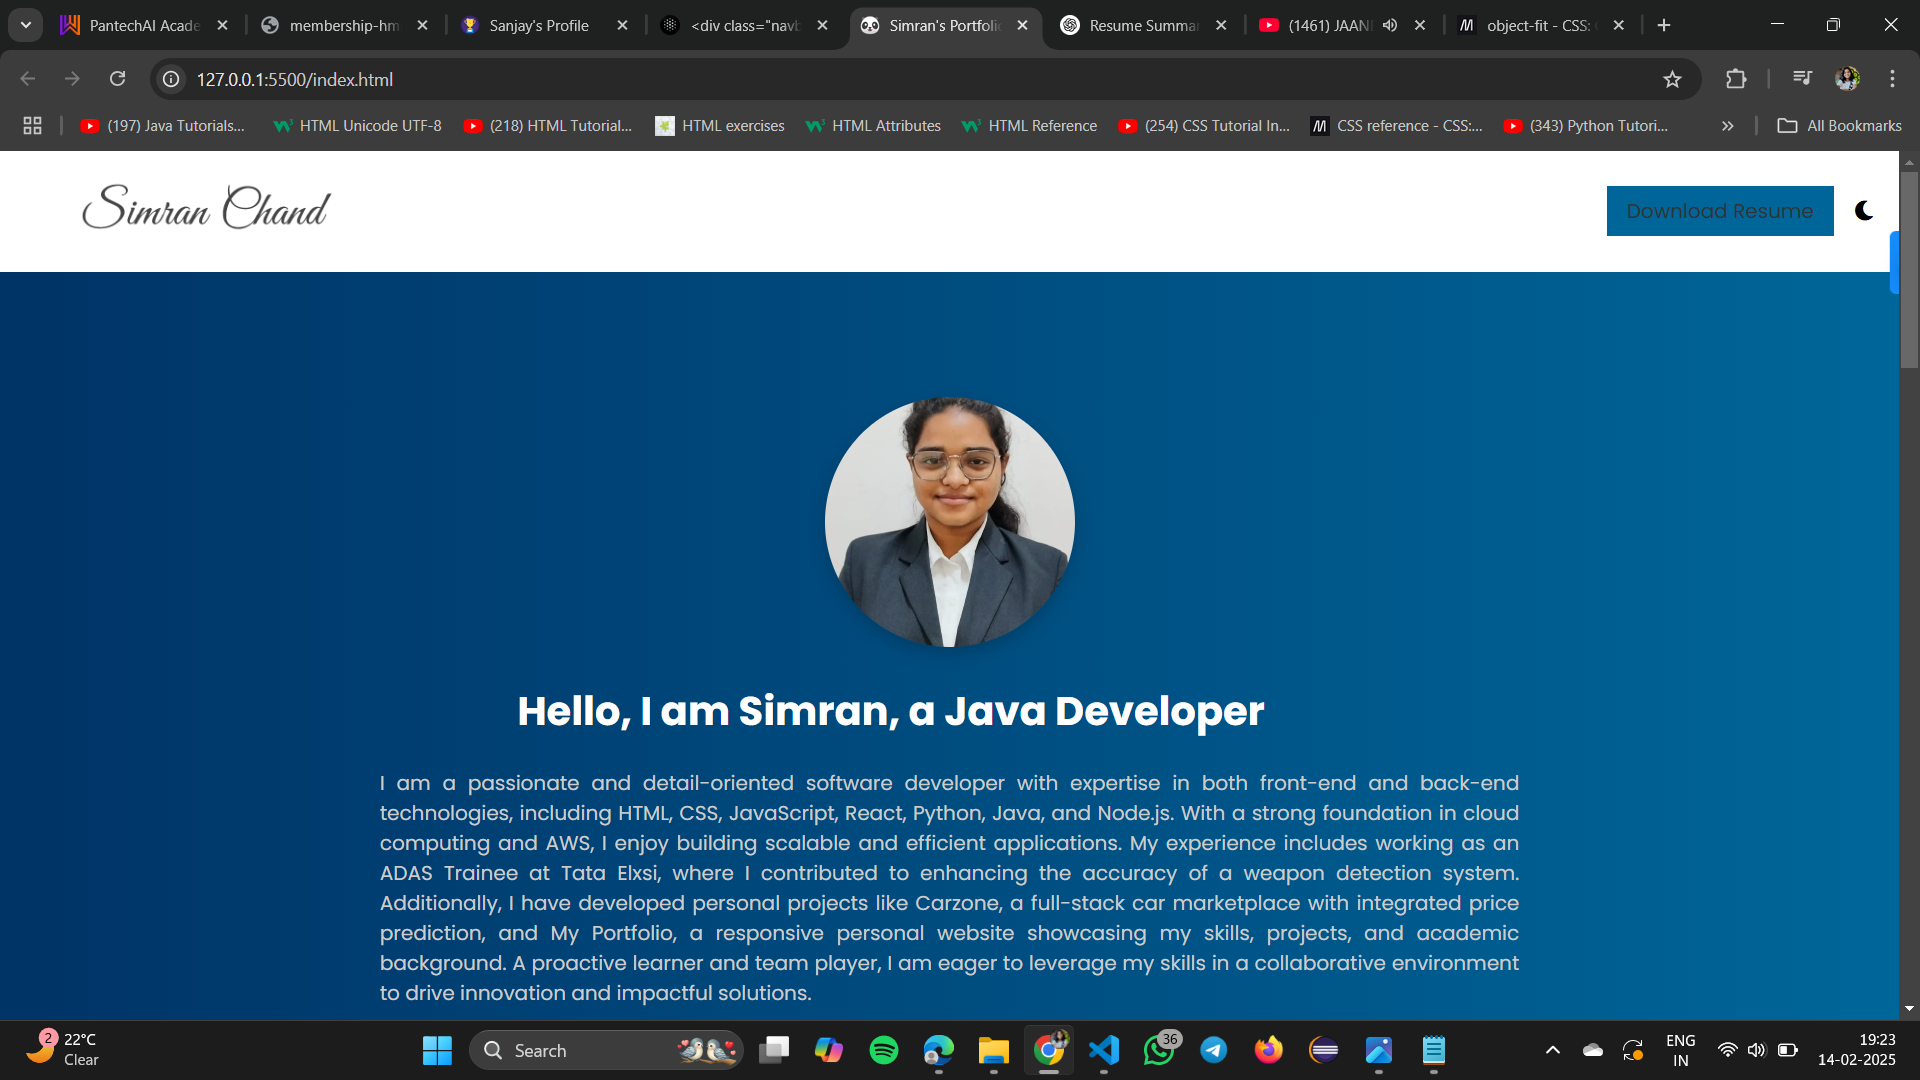 PantechAI Acade
membership-hm
Sanjay's Profile
<div class="navb
Simran's Portfolio
Resume Summar
(1461) JAAN
object-fit - CSS:
127.0.0.1:5500/index.html
(197) Java Tutorials...
HTML Unicode UTF-8
(218) HTML Tutorial...
HTML exercises
HTML Attributes
HTML Reference
(254) CSS Tutorial In...
CSS reference - CSS:...
(343) Python Tutori...
All Bookmarks
Simran Chand
Download Resume
Hello, I am Simran, a Java Developer
I am a passionate and detail-oriented software developer with expertise in both front-end and back-end
technologies, including HTML, CSS, JavaScript, React, Python, Java, and Node.js. With a strong foundation in cloud
computing and AWS, I enjoy building scalable and efficient applications. My experience includes working as an
ADAS Trainee at Tata Elxsi, where I contributed to enhancing the accuracy of a weapon detection system.
Additionally, I have developed personal projects like Carzone, a full-stack car marketplace with integrated price
prediction, and My Portfolio, a responsive personal website showcasing my skills, projects, and academic
background. A proactive learner and team player, I am eager to leverage my skills in a collaborative environment
to drive innovation and impactful solutions.
2
22°C
Clear
Search
36
ENG
IN
19:23
14-02-2025